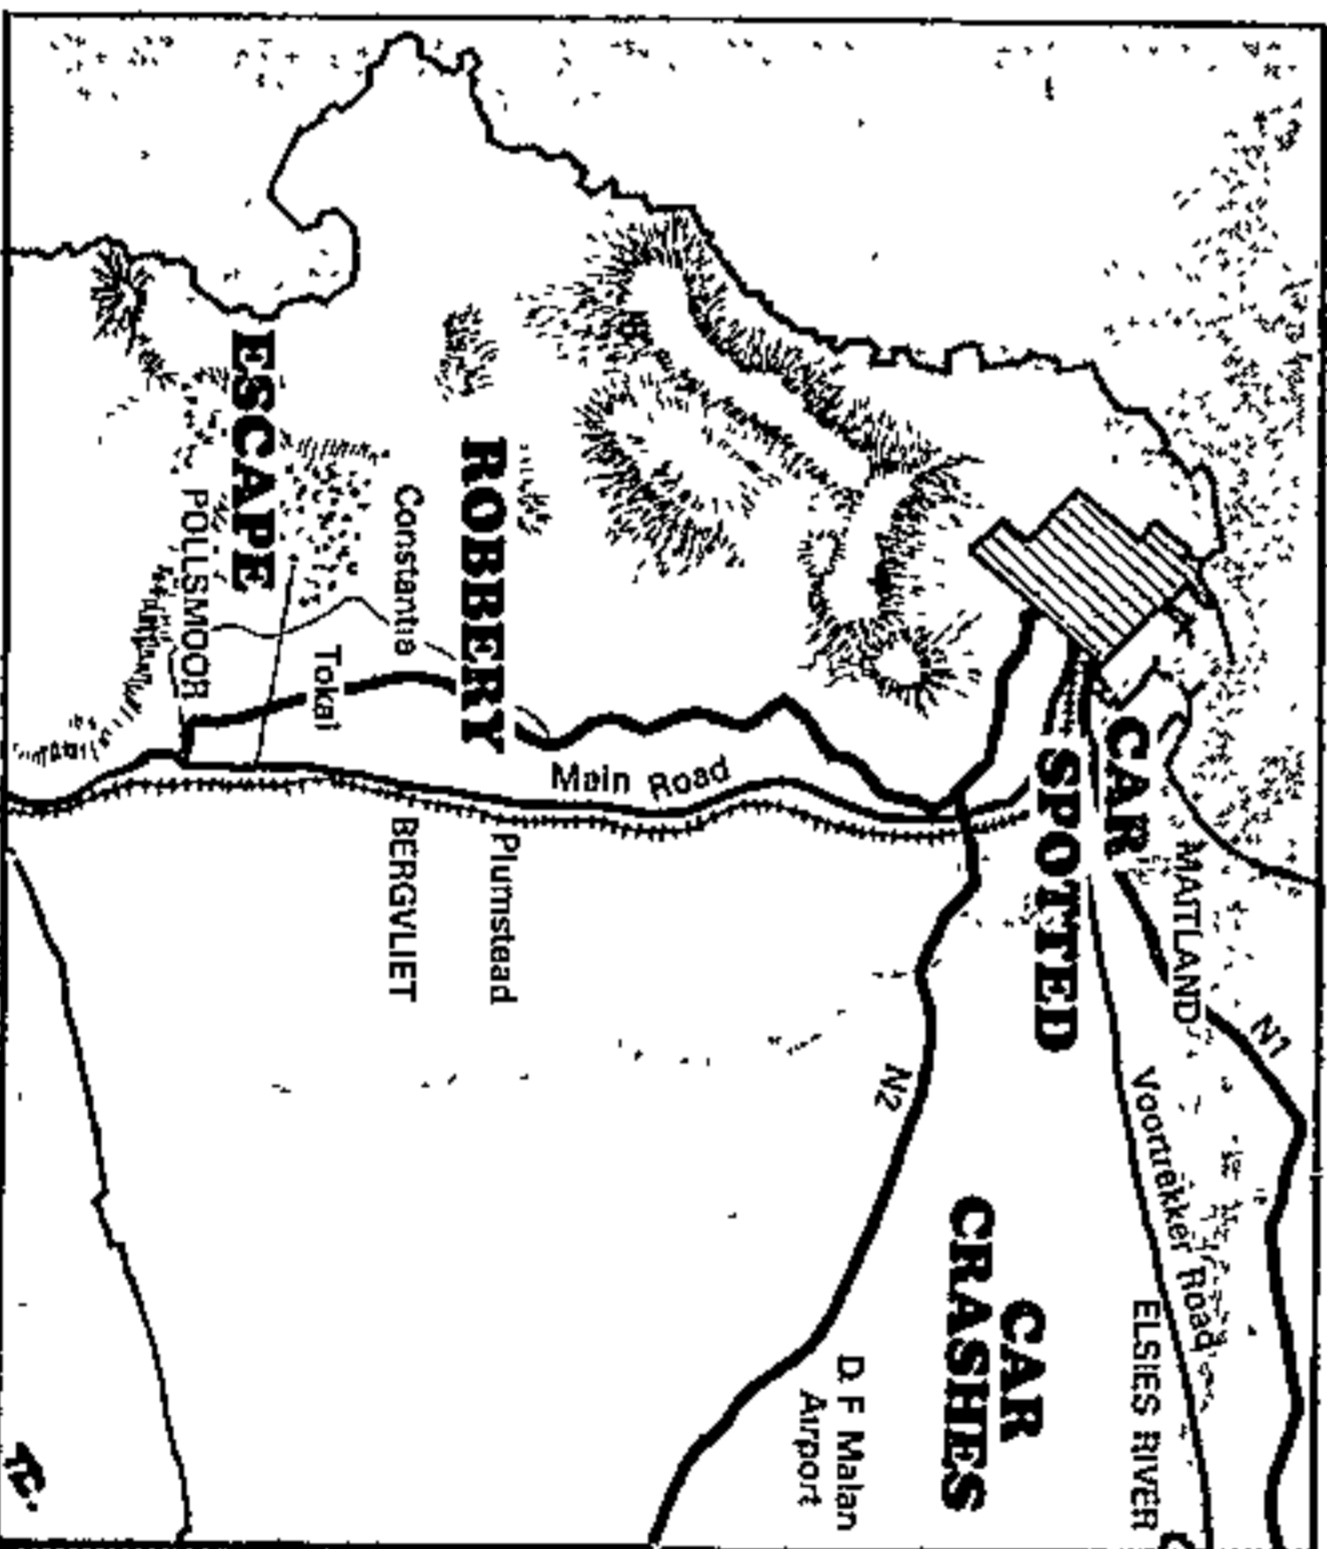 N1
MAITLAND
Voortrekker Road
ELSIES RIVER
CAR
SPOTTED
CAR
CRASHES
N2
D. F Malan
Airport
Main Road
Plumstead
ROBBERY
Constantia
BERGVLIET
Tokai
ESCAPE
POLLSMOOR